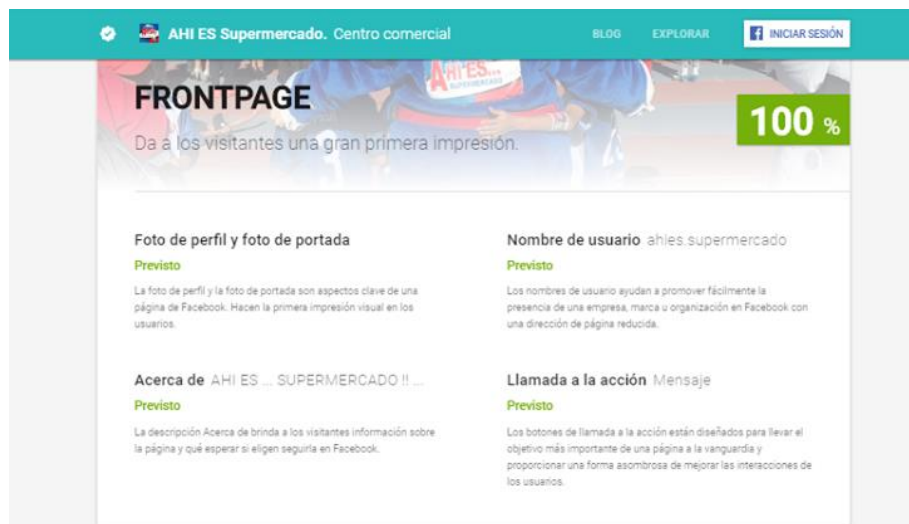 AHI ES Supermercado. Centro comercial
BLOG
EXPLORAR
INICIAR SESIÓN
AHI ES...
SUPERMERCADO
FRONTPAGE
100 %
Da a los visitantes una gran primera impresión.
Foto de perfil y foto de portada
Previsto
La foto de perfil y la foto de portada son aspectos clave de una
página de Facebook. Hacen la primera impresión visual en los
usuarios.
Nombre de usuario ahies.supermercado
Previsto
Los nombres de usuario ayudan a promover fácilmente la
presencia de una empresa, marca u organización en Facebook con
una dirección de página reducida.
Acerca de AHI ES ... SUPERMERCADO !! ...
Previsto
La descripción Acerca de brinda a los visitantes información sobre
la página y qué esperar si eligen seguirla en Facebook.
Llamada a la acción Mensaje
Previsto
Los botones de llamada a la acción están diseñados para llevar el
objetivo más importante de una página a la vanguardia y
proporcionar una forma asombrosa de mejorar las interacciones de
los usuarios.